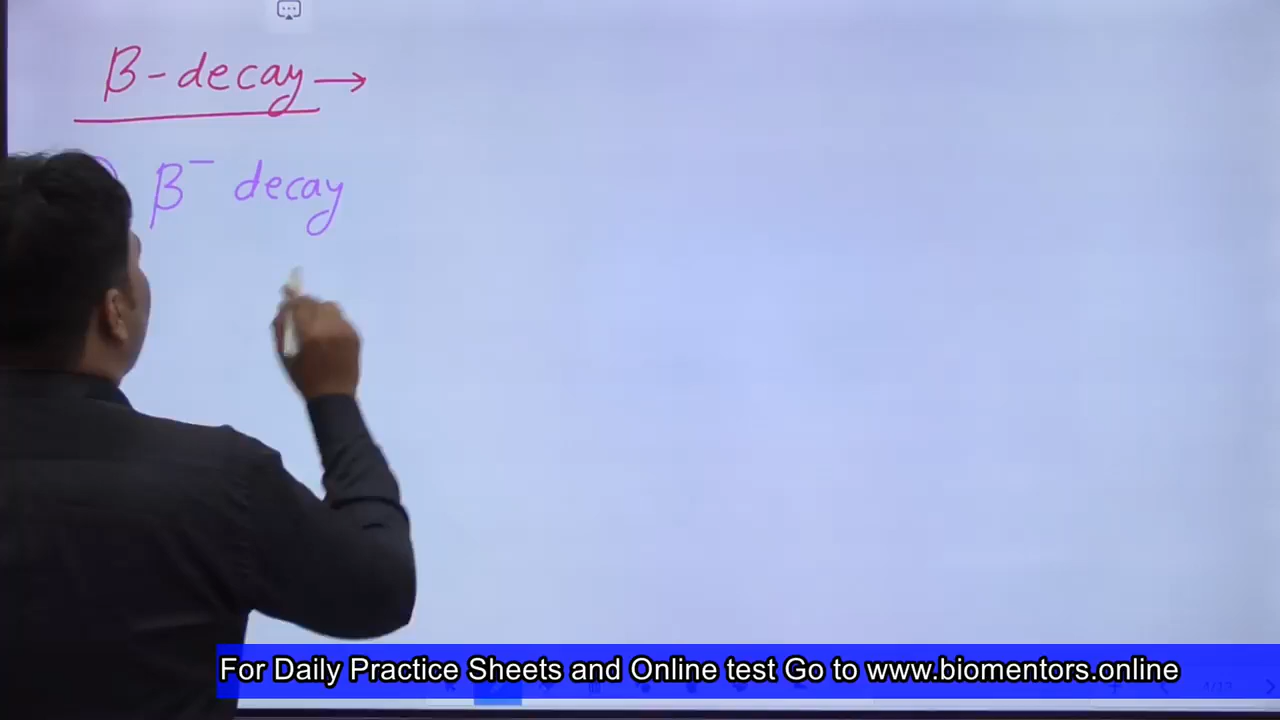 β-decay →
β⁻ decay
For Daily Practice Sheets and Online test Go to www.biomentors.online